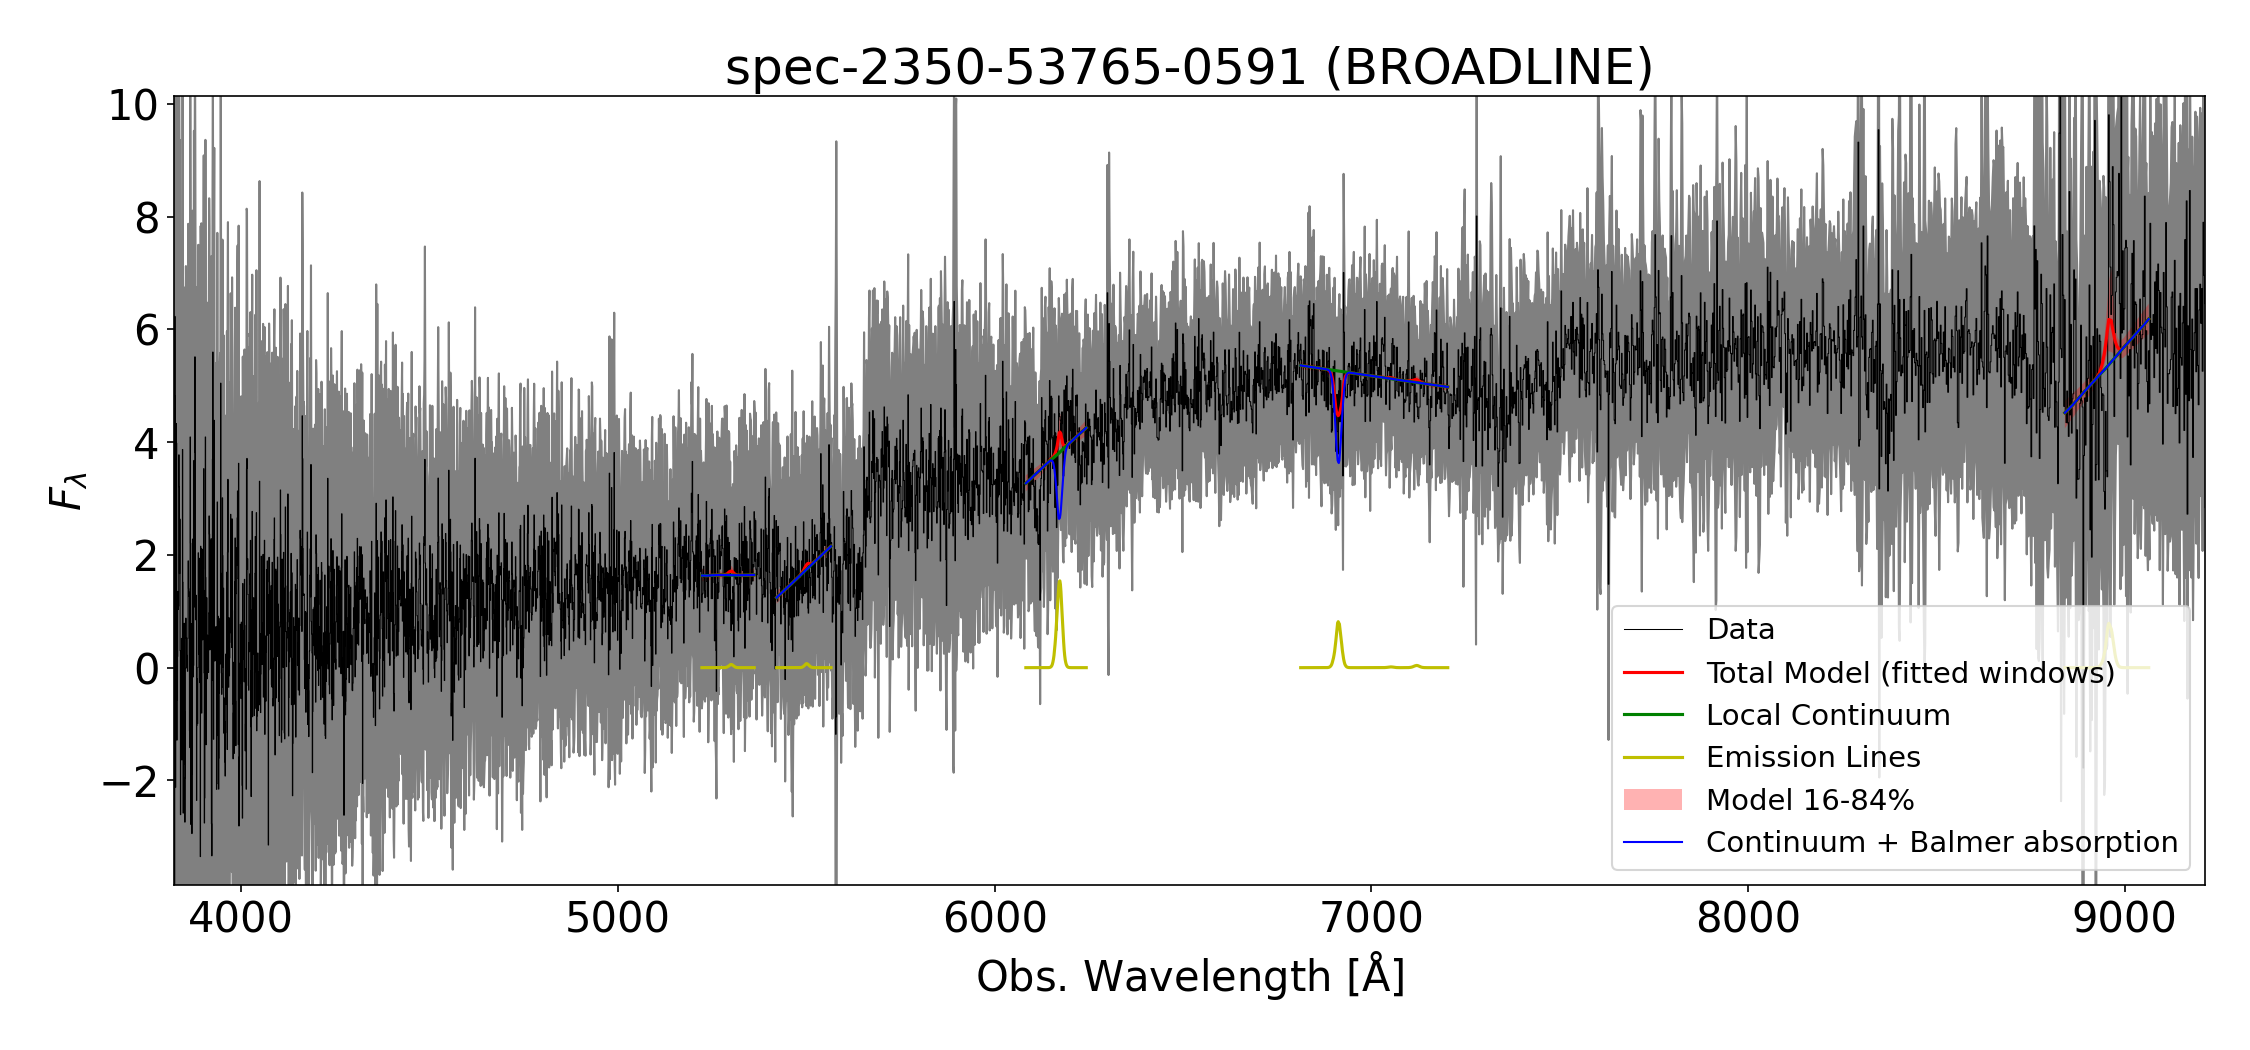 spec-2350-53765-0591 (BROADLINE)
10
8
6
4
2
0
−2
F_λ
4000 5000 6000 7000 8000 9000
Obs. Wavelength [Å]
Data
Total Model (fitted windows)
Local Continuum
Emission Lines
Model 16-84%
Continuum + Balmer absorption